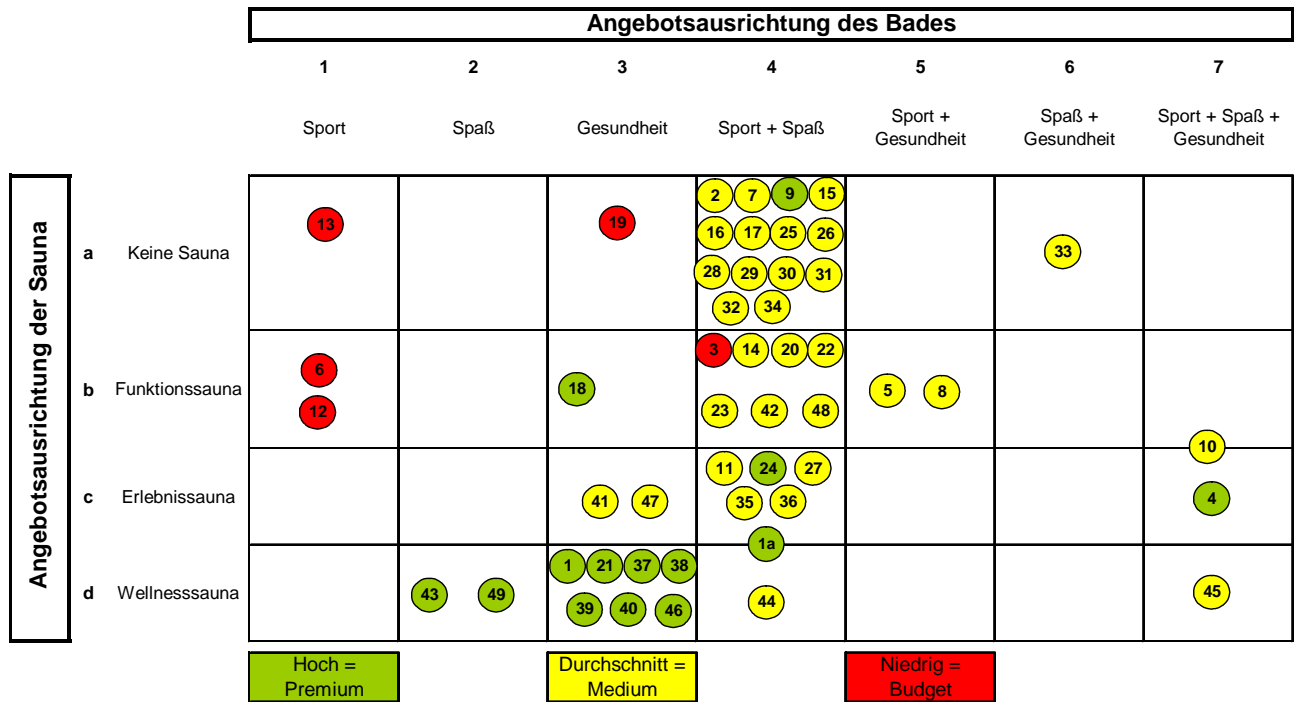 Angebotsausrichtung des Bades
1 2 3 4 5 6 7
Sport Spaß Gesundheit Sport + Spaß Sport + Gesundheit Spaß + Gesundheit Sport + Spaß + Gesundheit
Angebotsausrichtung der Sauna
a Keine Sauna
13
19
2 7 9 15
16 17 25 26
28 29 30 31
32 34
33
b Funktionssauna
6
12
18
3 14 20 22
23 42 48
5 8
10
c Erlebnissauna
41 47
11 24 27
35 36
4
1a
d Wellnesssauna
43 49
1 21 37 38
39 40 46
44
45
Hoch =
Premium
Durchschnitt =
Medium
Niedrig =
Budget